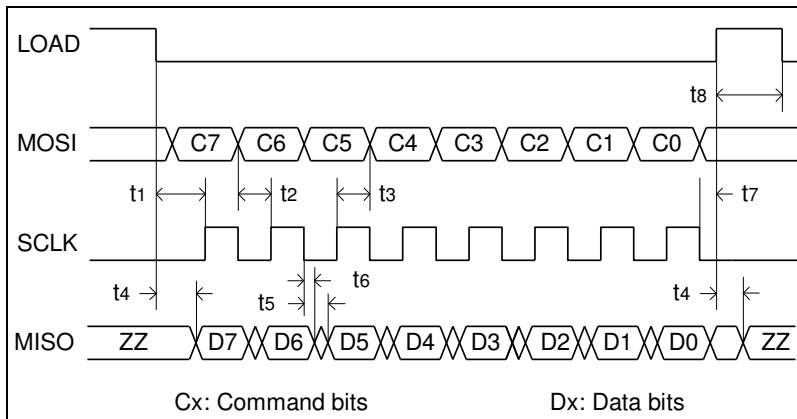 LOAD
t8
MOSI C7 C6 C5 C4 C3 C2 C1 C0
t1 t2 t3 t7
SCLK
t4 t5 t6 t4
MISO ZZ D7 D6 D5 D4 D3 D2 D1 D0 ZZ
Cx: Command bits Dx: Data bits